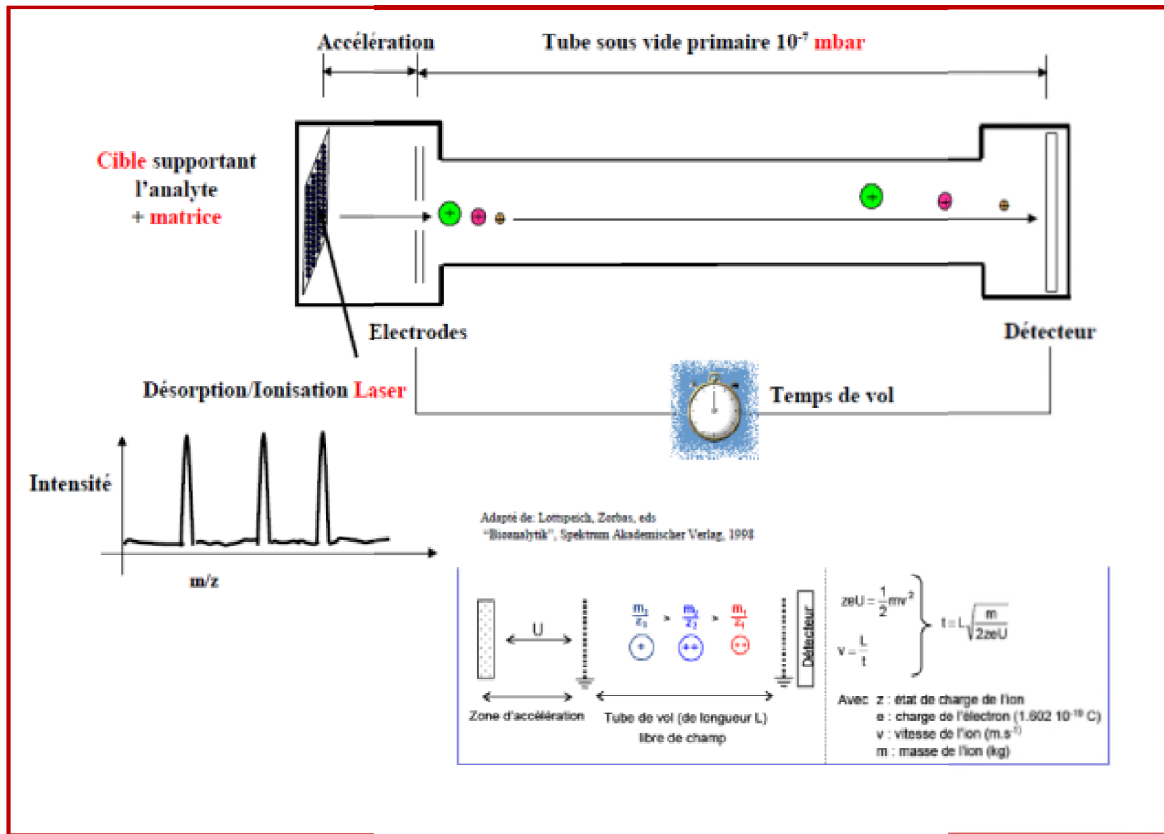 Accélération
Tube sous vide primaire 10⁻⁷ mbar
Cible supportant
l'analyte
+ matrice
Electrodes
Détecteur
Désorption/Ionisation Laser
Temps de vol
Intensité
m/z
Adapté de: Lottspeich, Zorbas, eds
"Bioanalytik", Spektrum Akademischer Verlag, 1998
U
> >
+ ++ ++
Détecteur
Zone d'accélération
Tube de vol (de longueur L)
libre de champ
zeU = 1/2 mv²
v = L/t
t = L√(m/2zeU)
Avec z : état de charge de l'ion
e : charge de l'électron (1.602 10⁻¹⁹ C)
v : vitesse de l'ion (m.s⁻¹)
m : masse de l'ion (kg)